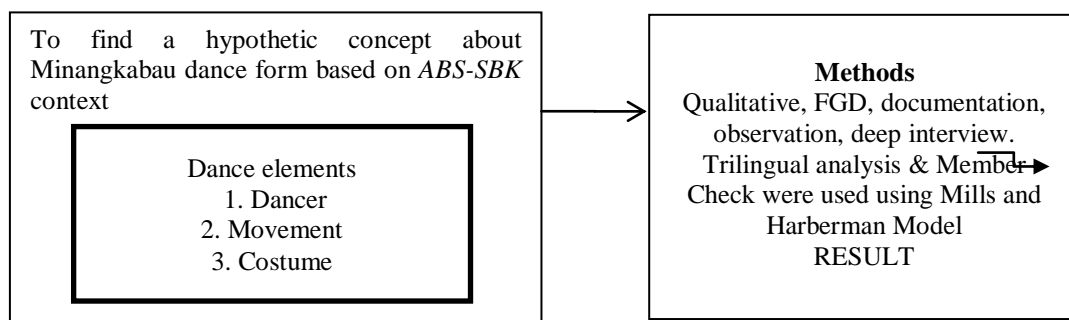 To find a hypothetic concept about
Minangkabau dance form based on ABS-SBK
context
Dance elements
1. Dancer
2. Movement
3. Costume
Methods
Qualitative, FGD, documentation,
observation, deep interview.
Trilingual analysis & Member
Check were used using Mills and
Harberman Model
RESULT